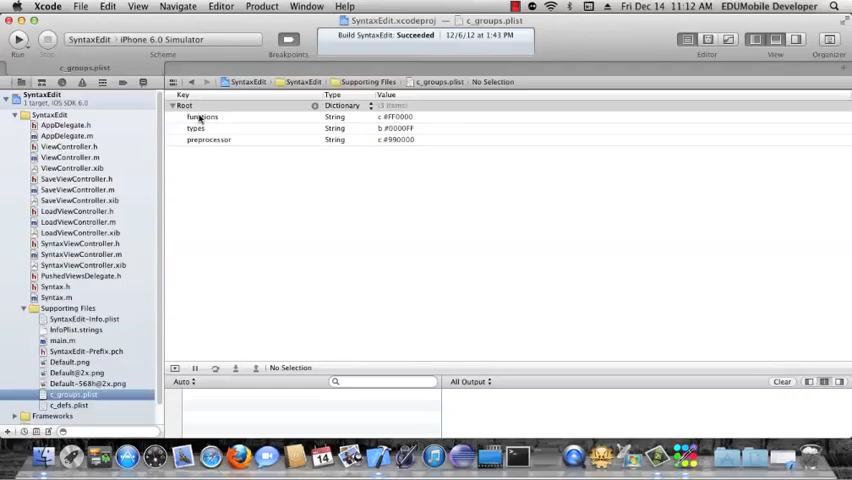 Xcode File Edit View Navigate Editor Product Window Help Fri Dec 14 11:12 AM EDUMobile Developer
SyntaxEdit.xcodeproj — c_groups.plist
SyntaxEdit iPhone 6.0 Simulator
Build SyntaxEdit: Succeeded 12/6/12 at 1:43 PM
Run Stop Scheme Breakpoints Editor View Organizer
c_groups.plist
SyntaxEdit SyntaxEdit Supporting Files c_groups.plist No Selection
SyntaxEdit
1 target, iOS SDK 6.0
SyntaxEdit
AppDelegate.h
AppDelegate.m
ViewController.h
ViewController.m
ViewController.xib
SaveViewController.h
SaveViewController.m
SaveViewController.xib
LoadViewController.h
LoadViewController.m
LoadViewController.xib
SyntaxViewController.h
SyntaxViewController.m
SyntaxViewController.xib
PushedViewsDelegate.h
Syntax.h
Syntax.m
Supporting Files
SyntaxEdit-Info.plist
InfoPlist.strings
main.m
SyntaxEdit-Prefix.pch
Default.png
Default@2x.png
Default-568h@2x.png
c_groups.plist
c_defs.plist
Frameworks
Key Type Value
Root Dictionary (3 items)
functions String c #FF0000
types String b #0000FF
preprocessor String c #990000
No Selection
Auto All Output Clear